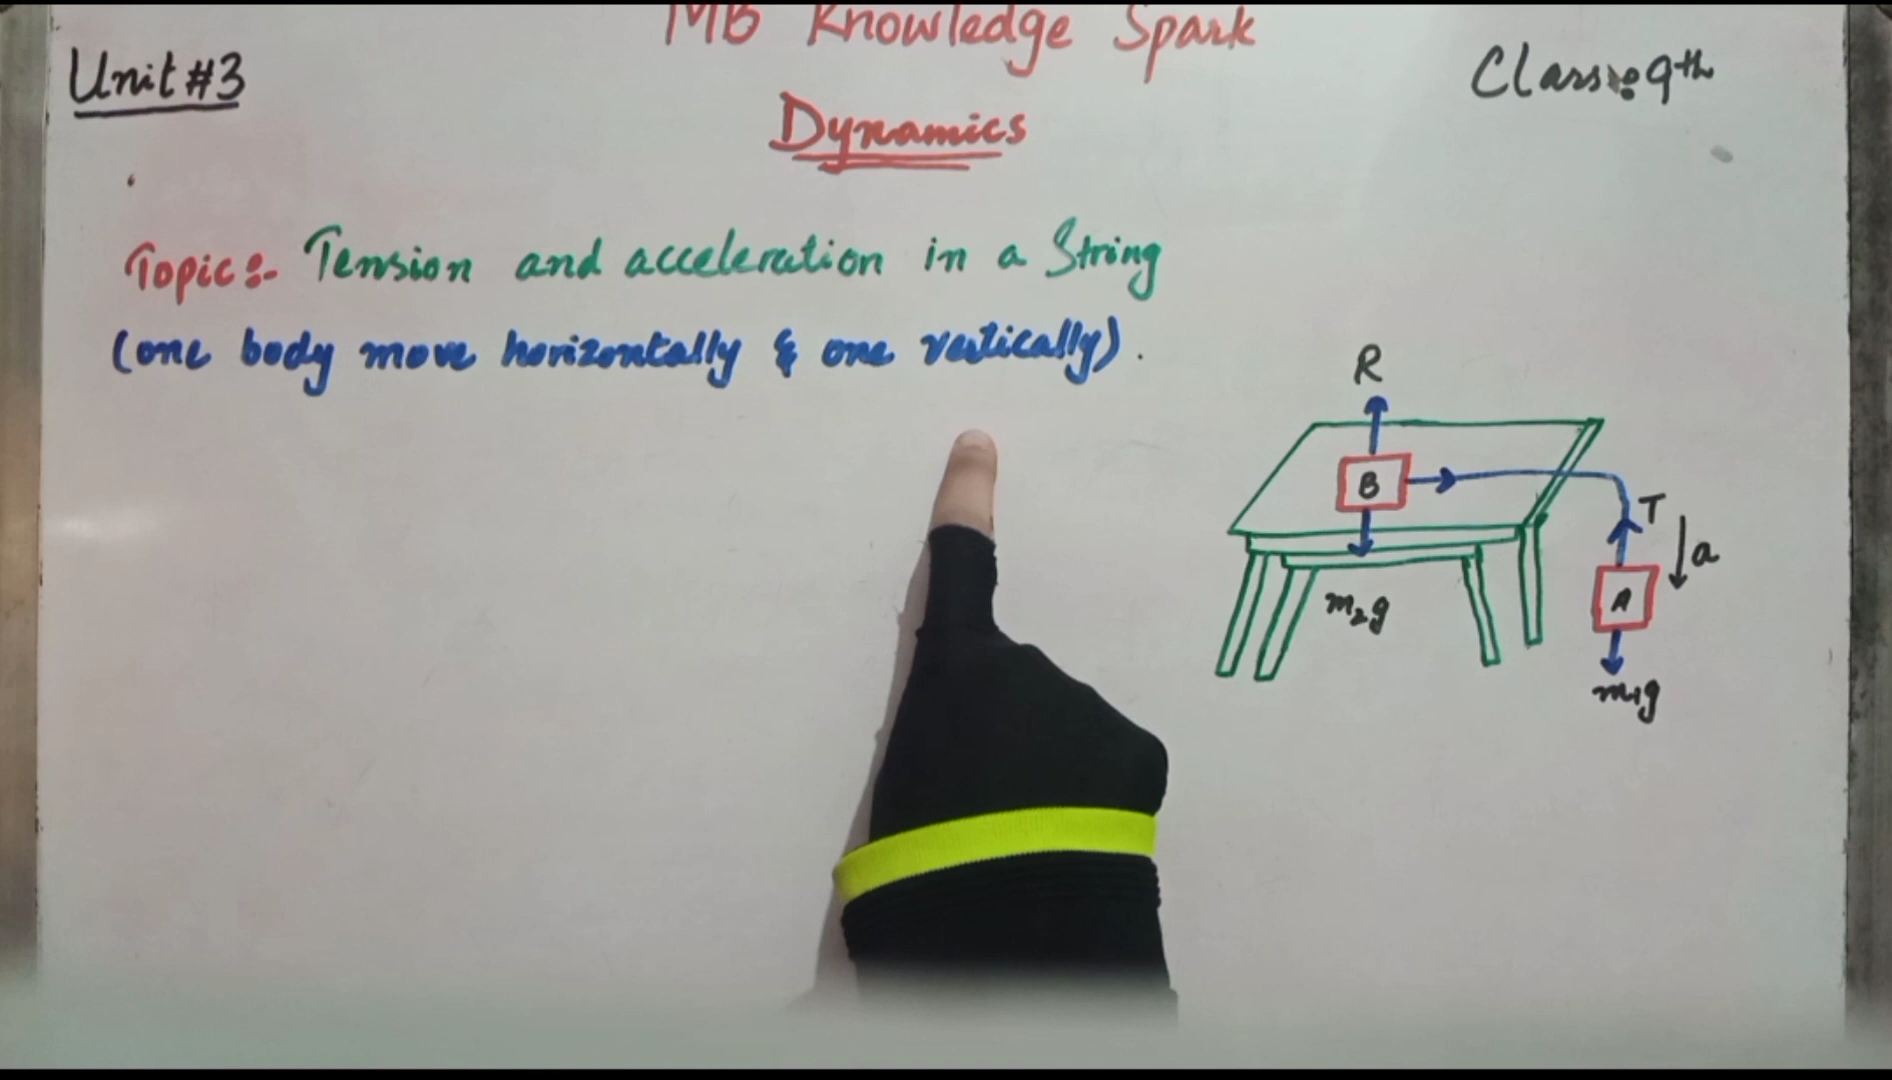 MB Knowledge Spark
Unit #3
Class:9th
Dynamics
Topic:- Tension and acceleration in a String
(one body move horizontally & one vertically).
R
B
T
a
A
m2g
m1g